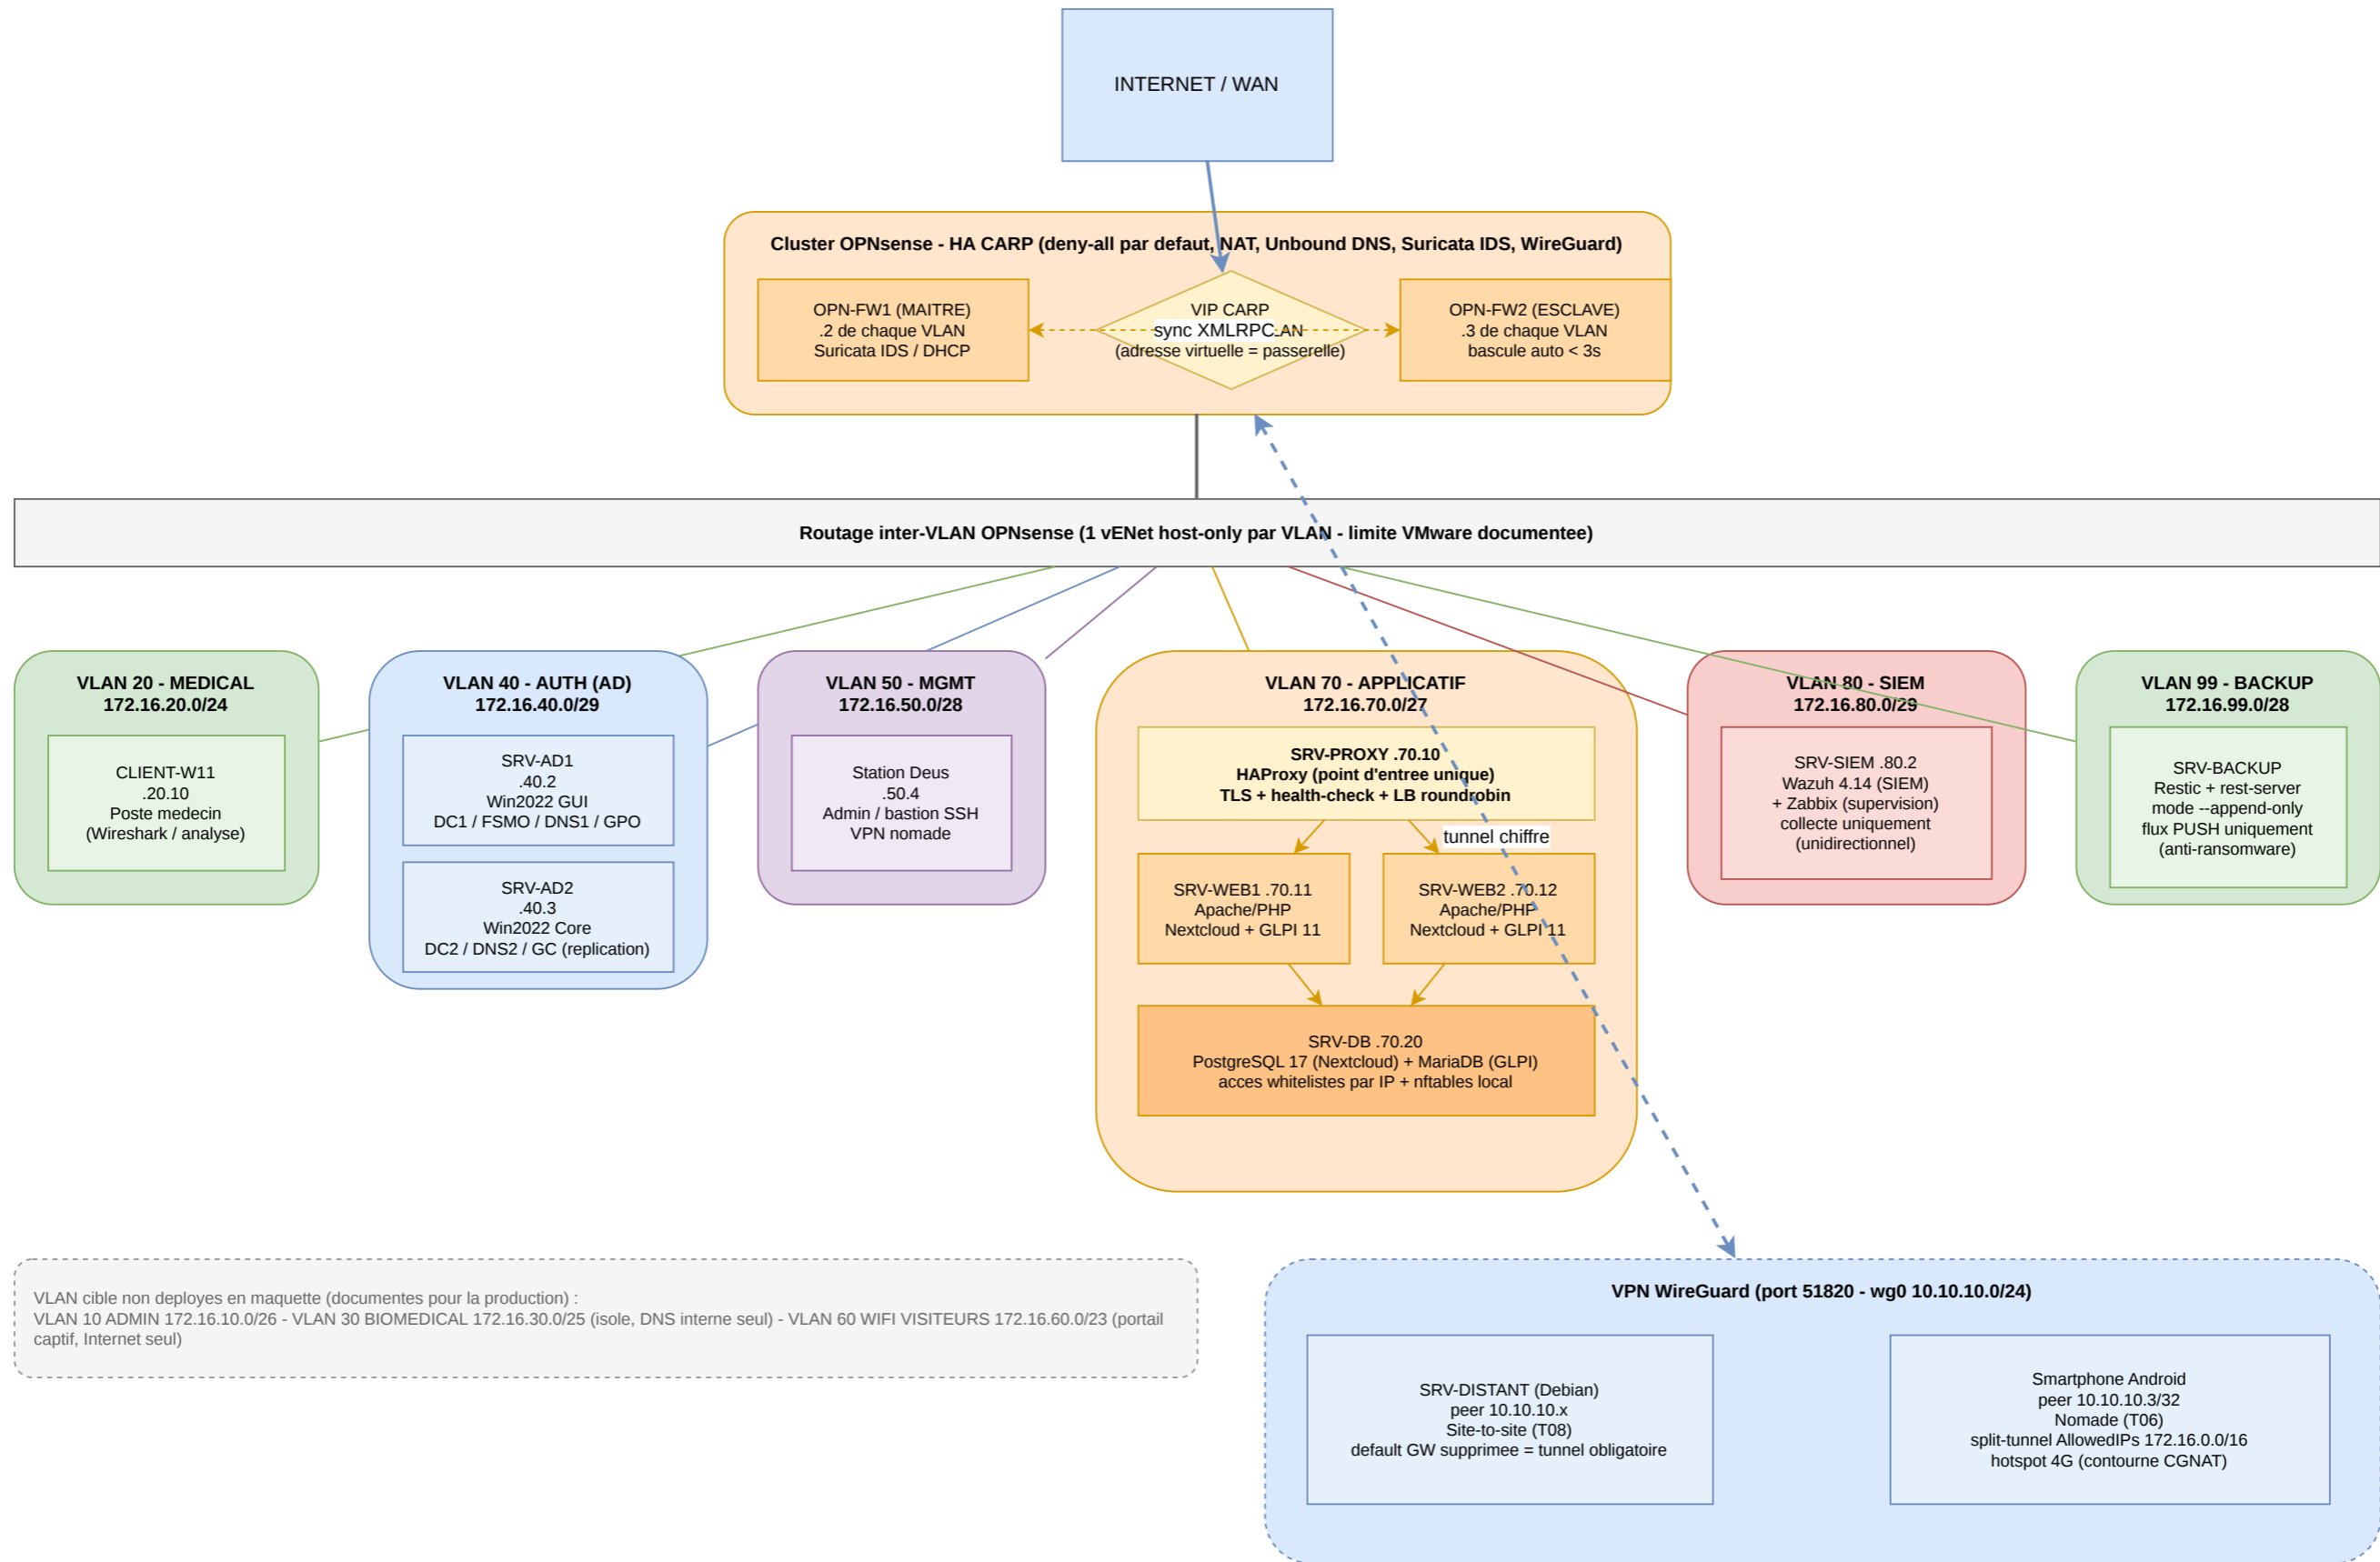 INTERNET / WAN
Cluster OPNsense - HA CARP (deny-all par defaut, NAT, Unbound DNS, Suricata IDS, WireGuard)
OPN-FW1 (MAITRE)
.2 de chaque VLAN
Suricata IDS / DHCP
VIP CARP
sync XMLRPC
AN
(adresse virtuelle = passerelle)
OPN-FW2 (ESCLAVE)
.3 de chaque VLAN
bascule auto < 3s
Routage inter-VLAN OPNsense (1 vENet host-only par VLAN - limite VMware documentee)
VLAN 20 - MEDICAL
172.16.20.0/24
CLIENT-W11
.20.10
Poste medecin
(Wireshark / analyse)
VLAN 40 - AUTH (AD)
172.16.40.0/29
SRV-AD1
.40.2
Win2022 GUI
DC1 / FSMO / DNS1 / GPO
SRV-AD2
.40.3
Win2022 Core
DC2 / DNS2 / GC (replication)
VLAN 50 - MGMT
172.16.50.0/28
Station Deus
.50.4
Admin / bastion SSH
VPN nomade
VLAN 70 - APPLICATIF
172.16.70.0/27
SRV-PROXY .70.10
HAProxy (point d'entree unique)
TLS + health-check + LB roundrobin
tunnel chiffre
SRV-WEB1 .70.11
Apache/PHP
Nextcloud + GLPI 11
SRV-WEB2 .70.12
Apache/PHP
Nextcloud + GLPI 11
SRV-DB .70.20
PostgreSQL 17 (Nextcloud) + MariaDB (GLPI)
acces whitelistes par IP + nftables local
VLAN 80 - SIEM
172.16.80.0/29
SRV-SIEM .80.2
Wazuh 4.14 (SIEM)
+ Zabbix (supervision)
collecte uniquement
(unidirectionnel)
VLAN 99 - BACKUP
172.16.99.0/28
SRV-BACKUP
Restic + rest-server
mode --append-only
flux PUSH uniquement
(anti-ransomware)
VLAN cible non deployes en maquette (documentes pour la production) :
VLAN 10 ADMIN 172.16.10.0/26 - VLAN 30 BIOMEDICAL 172.16.30.0/25 (isole, DNS interne seul) - VLAN 60 WIFI VISITEURS 172.16.60.0/23 (portail
captif, Internet seul)
VPN WireGuard (port 51820 - wg0 10.10.10.0/24)
SRV-DISTANT (Debian)
peer 10.10.10.x
Site-to-site (T08)
default GW supprimee = tunnel obligatoire
Smartphone Android
peer 10.10.10.3/32
Nomade (T06)
split-tunnel AllowedIPs 172.16.0.0/16
hotspot 4G (contourne CGNAT)